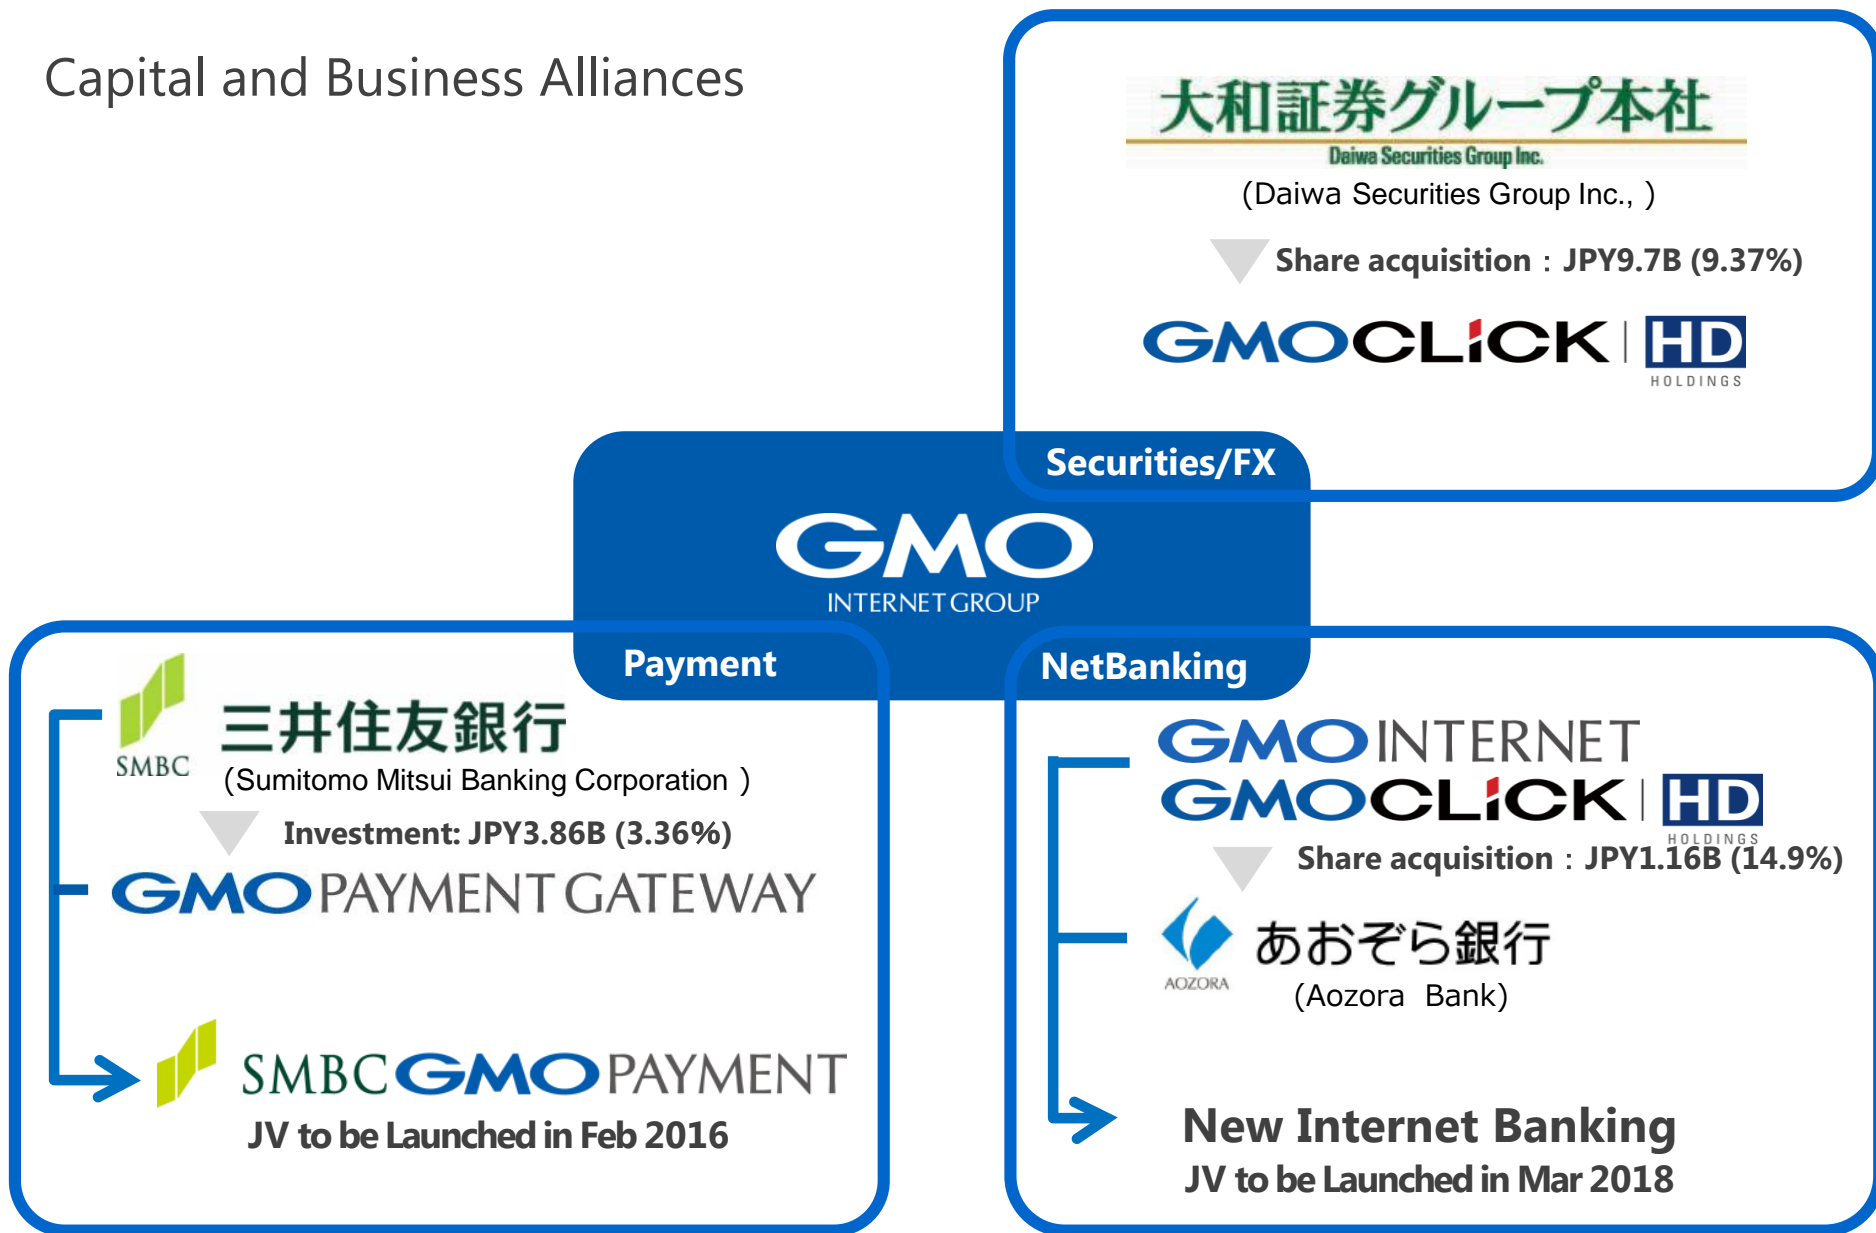 Capital and Business Alliances
大和証券グループ本社
Daiwa Securities Group Inc.
(Daiwa Securities Group Inc., )
Share acquisition：JPY9.7B (9.37%)
GMOCLICK HD
HOLDINGS
Securities/FX
GMO
INTERNET GROUP
Payment
SMBC
三井住友銀行
(Sumitomo Mitsui Banking Corporation )
Investment: JPY3.86B (3.36%)
GMO PAYMENT GATEWAY
SMBC GMO PAYMENT
JV to be Launched in Feb 2016
NetBanking
GMO INTERNET
GMOCLICK HD
HOLDINGS
Share acquisition：JPY1.16B (14.9%)
AOZORA
あおぞら銀行
(Aozora Bank)
New Internet Banking
JV to be Launched in Mar 2018